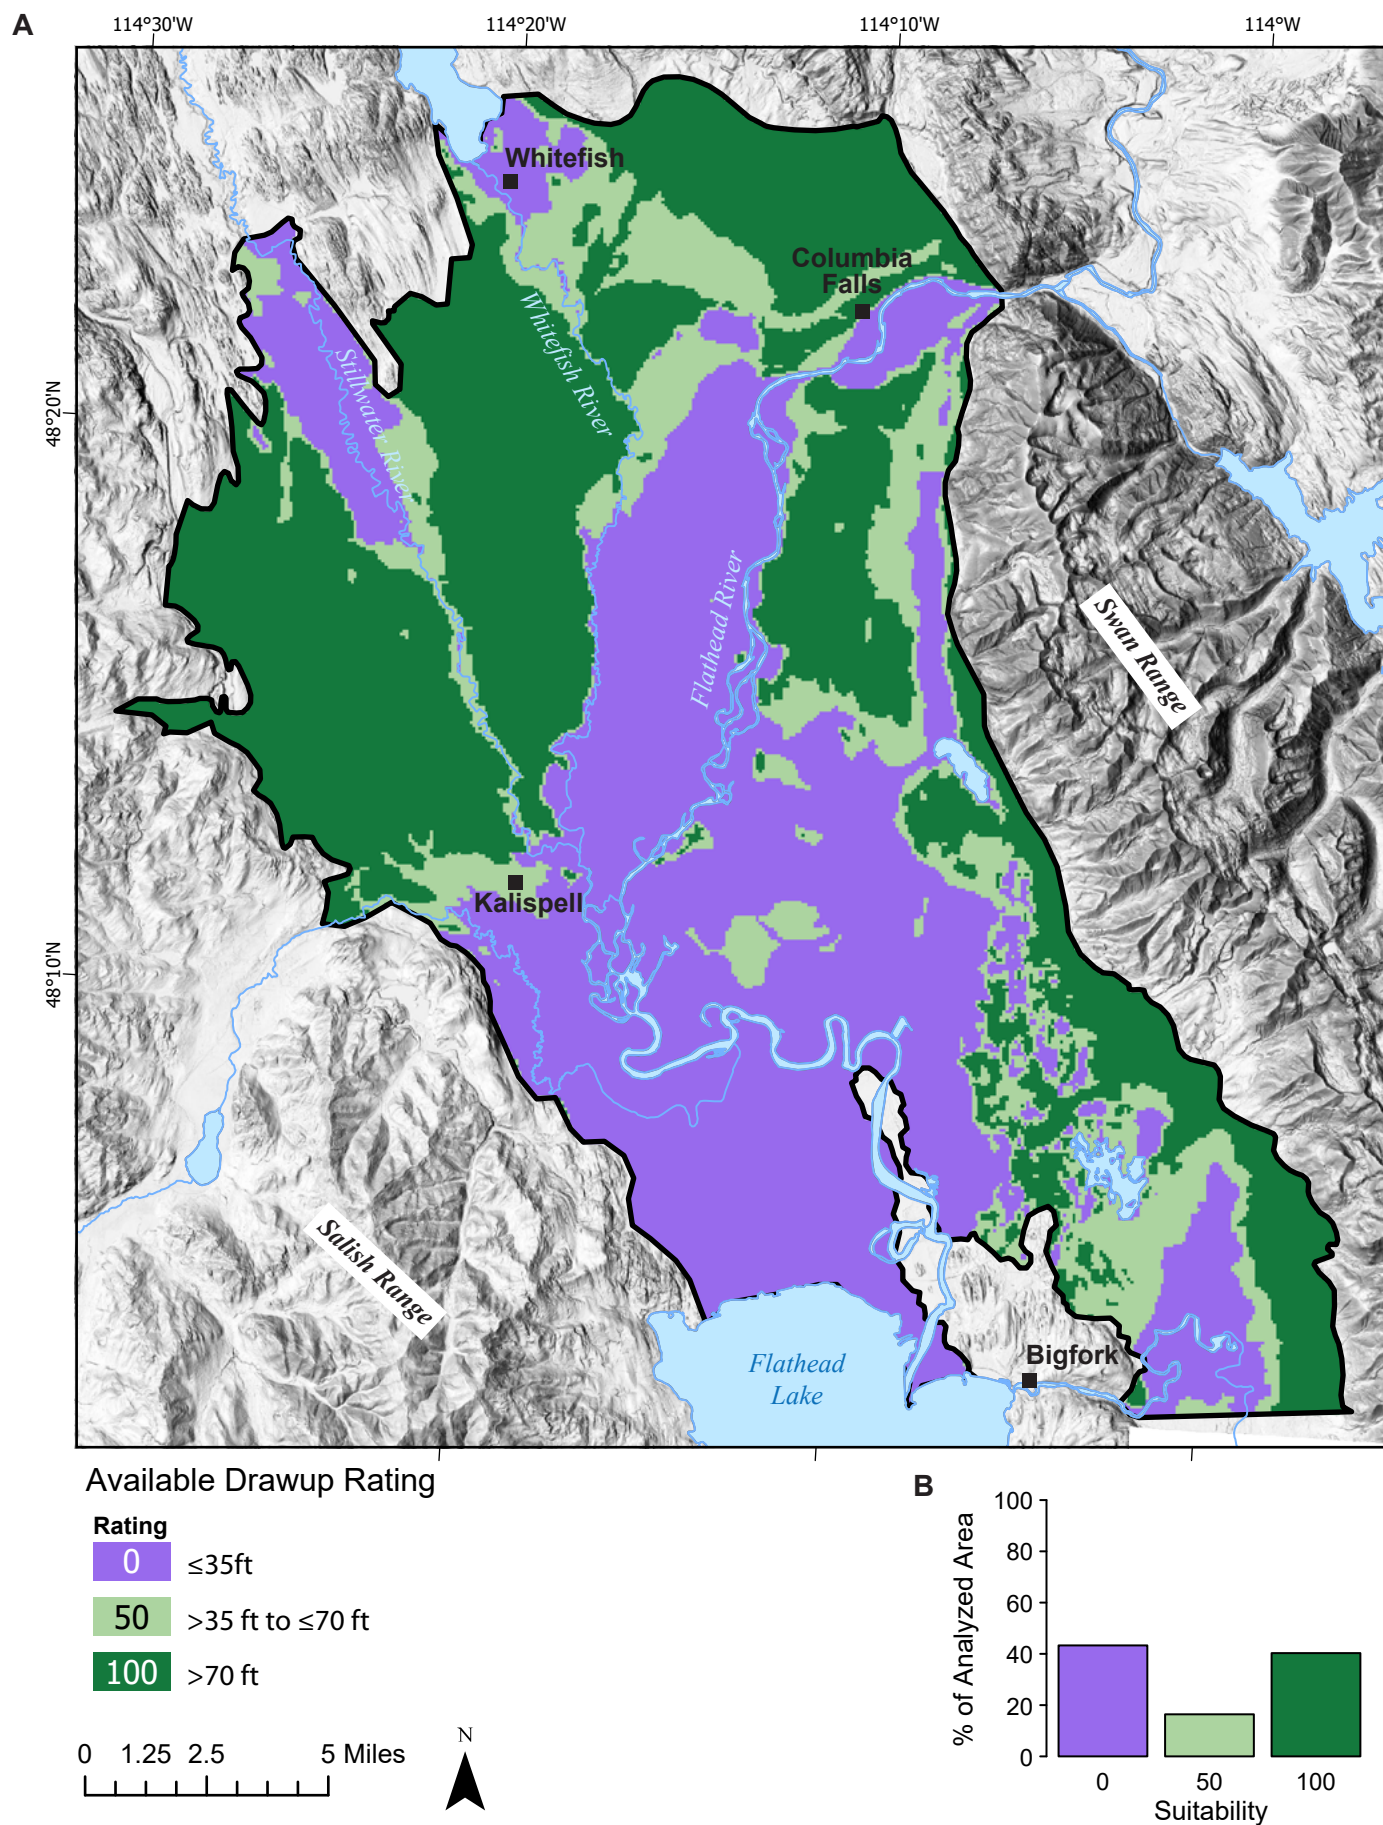 A
114°30'W
114°20'W
114°10'W
114°W
48°20'N
48°10'N
Whitefish
Columbia
Falls
Whitefish River
Stillwater River
Flathead River
Swan Range
Kalispell
Salish Range
Bigfork
Flathead
Lake
Available Drawup Rating
Rating
0 ≤35ft
50 >35 ft to ≤70 ft
100 >70 ft
0 1.25 2.5 5 Miles
N
B
% of Analyzed Area
100
80
60
40
20
0
0 50 100
Suitability